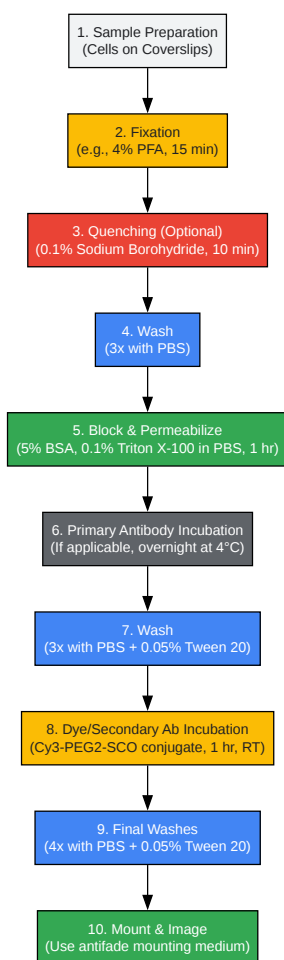 1. Sample Preparation
(Cells on Coverslips)
2. Fixation
(e.g., 4% PFA, 15 min)
3. Quenching (Optional)
(0.1% Sodium Borohydride, 10 min)
4. Wash
(3x with PBS)
5. Block & Permeabilize
(5% BSA, 0.1% Triton X-100 in PBS, 1 hr)
6. Primary Antibody Incubation
(If applicable, overnight at 4°C)
7. Wash
(3x with PBS + 0.05% Tween 20)
8. Dye/Secondary Ab Incubation
(Cy3-PEG2-SCO conjugate, 1 hr, RT)
9. Final Washes
(4x with PBS + 0.05% Tween 20)
10. Mount & Image
(Use antifade mounting medium)